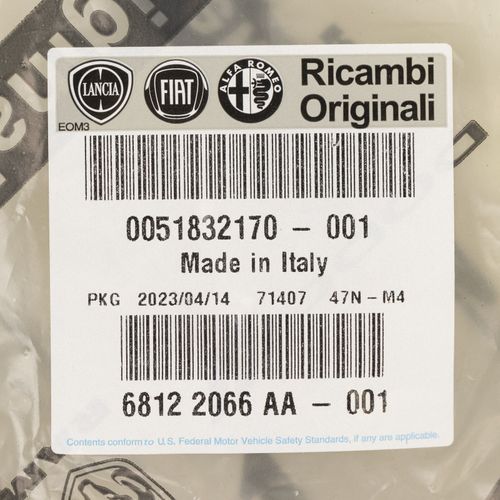 LANCIA FIAT ALFA ROMEO Ricambi
Originali
EOM3
0051832170 - 001
Made in Italy
PKG 2023/04/14 71407 47N-M4
6812 2066 AA - 001
Contents conform to U.S. Federal Motor Vehicle Safety Standards, if any are applicable.